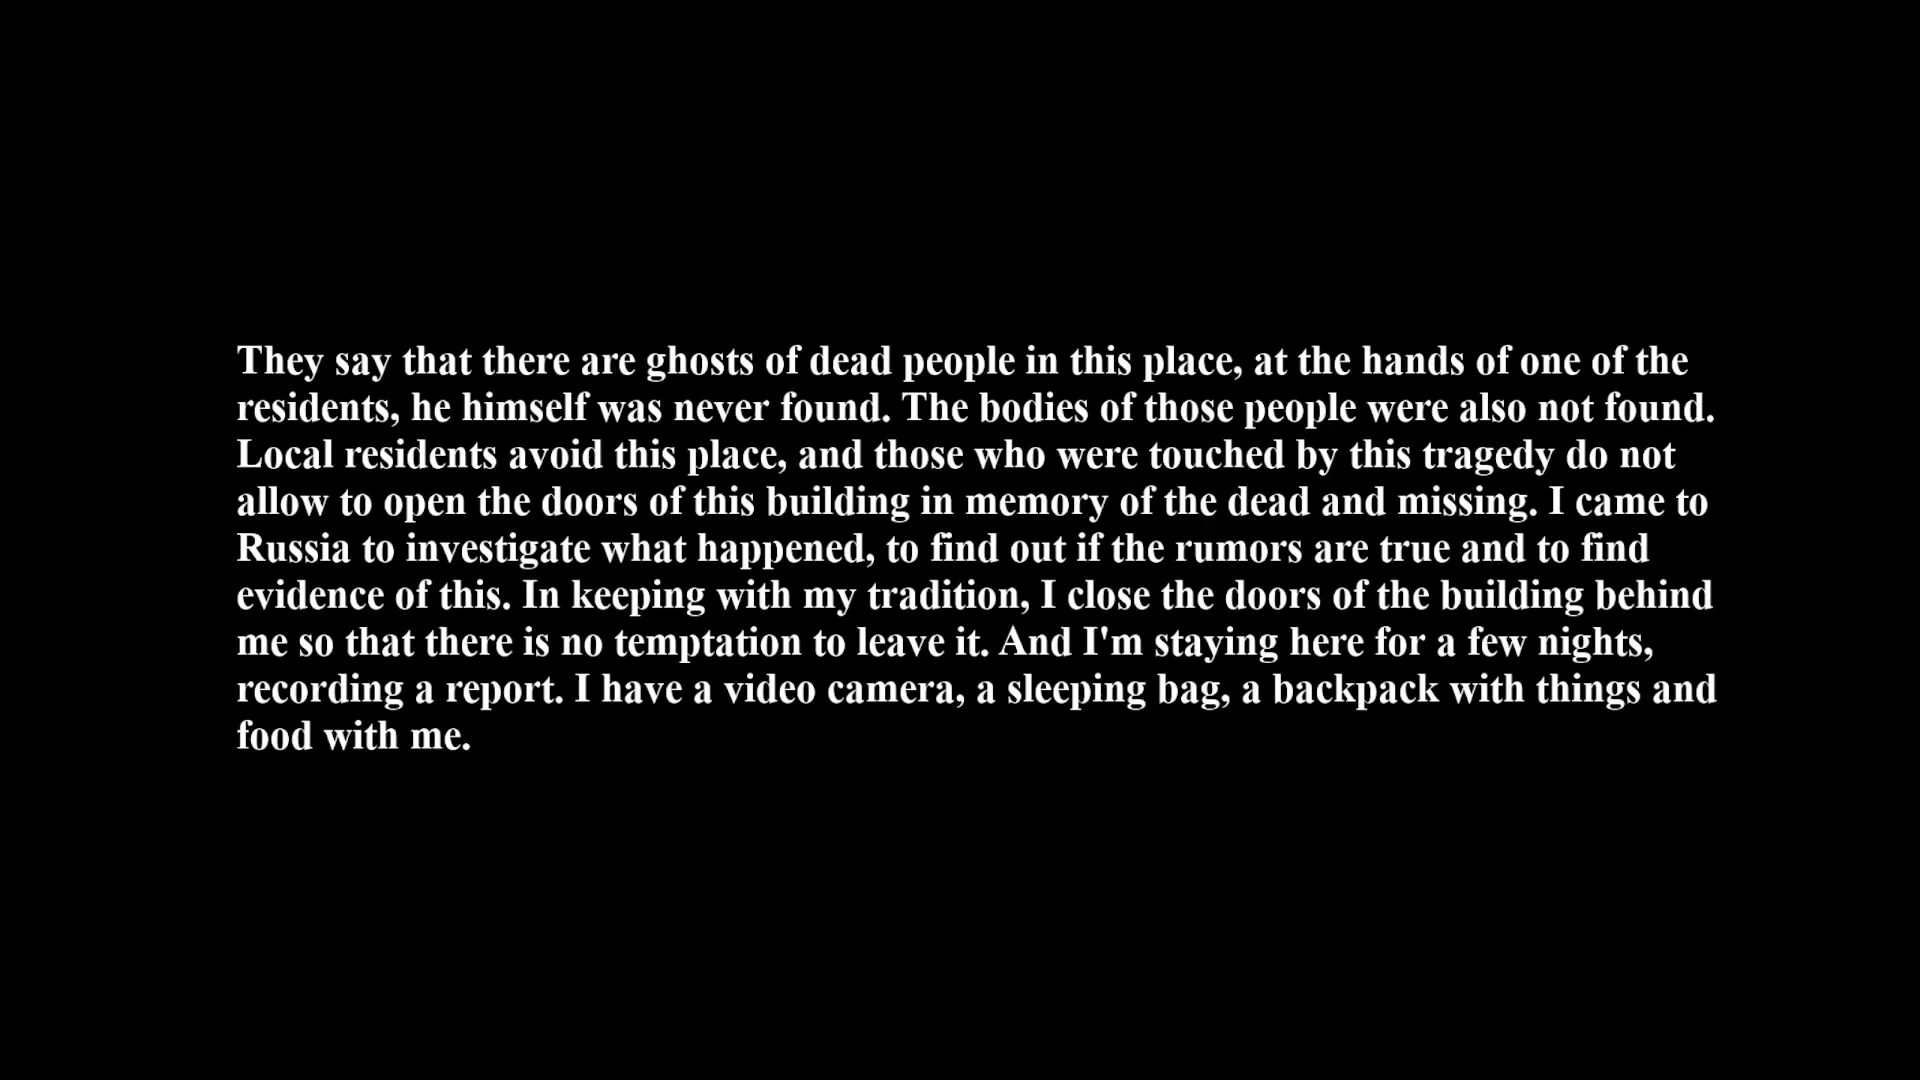 They say that there are ghosts of dead people in this place, at the hands of one of the
residents, he himself was never found. The bodies of those people were also not found.
Local residents avoid this place, and those who were touched by this tragedy do not
allow to open the doors of this building in memory of the dead and missing. I came to
Russia to investigate what happened, to find out if the rumors are true and to find
evidence of this. In keeping with my tradition, I close the doors of the building behind
me so that there is no temptation to leave it. And I'm staying here for a few nights,
recording a report. I have a video camera, a sleeping bag, a backpack with things and
food with me.